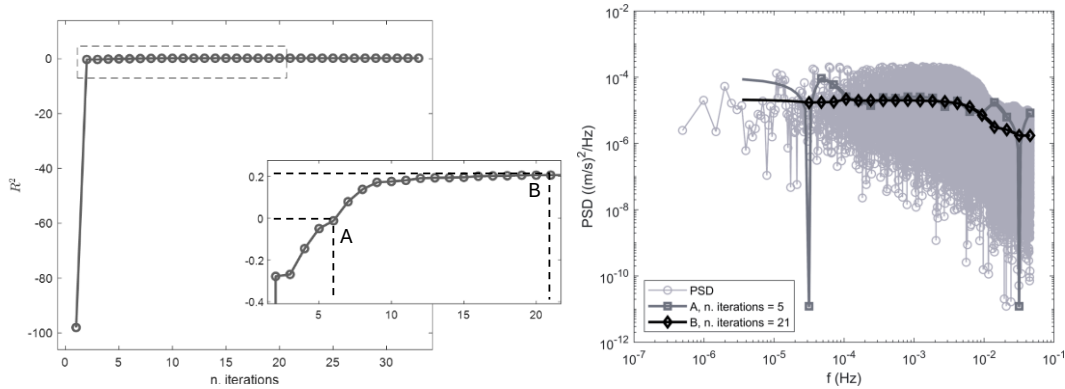 0
-20
-40
-60
-80
-100
R²
0 5 10 15 20 25 30
n. iterations
0.2
0
-0.2
-0.4
5 10 15 20
A
B
10⁻²
10⁻⁴
10⁻⁶
10⁻⁸
10⁻¹⁰
10⁻¹²
PSD ((m/s)²/Hz)
PSD
A, n. iterations = 5
B, n. iterations = 21
10⁻⁷ 10⁻⁶ 10⁻⁵ 10⁻⁴ 10⁻³ 10⁻² 10⁻¹
f (Hz)